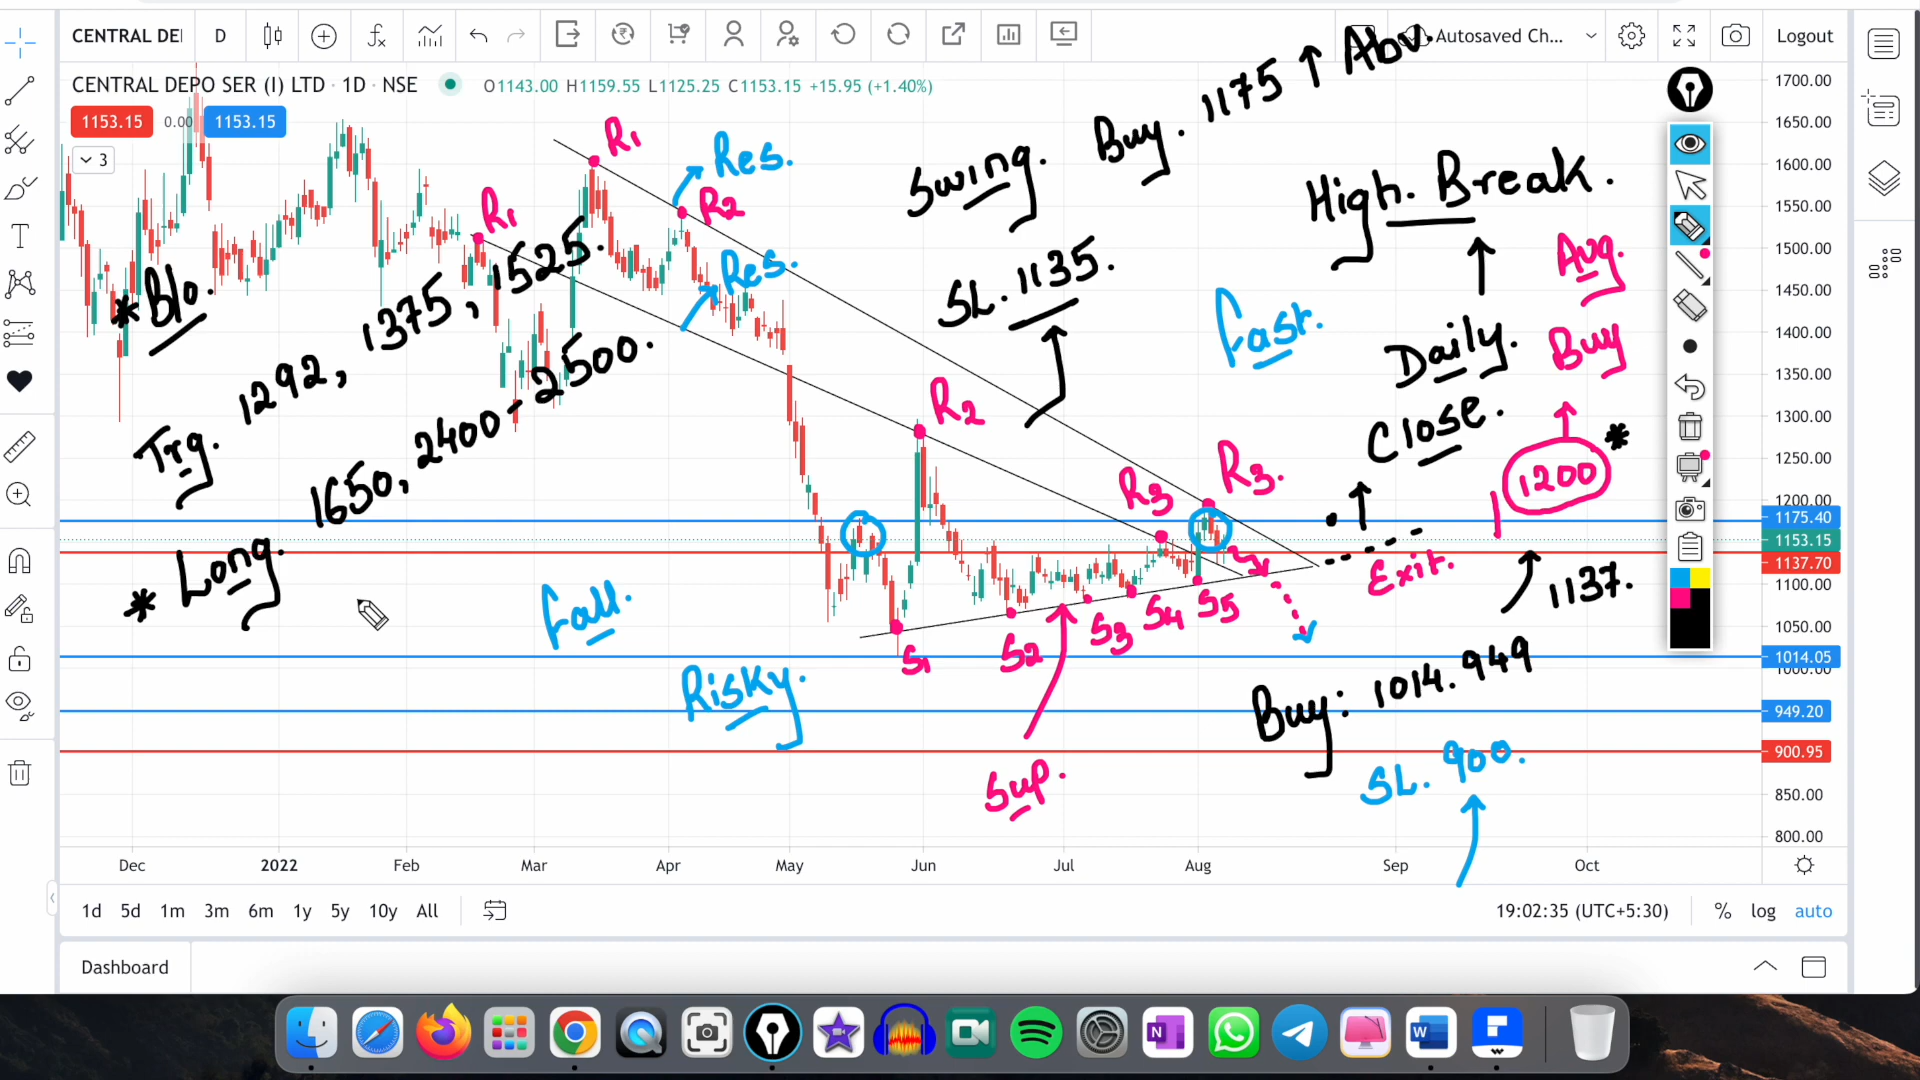 CENTRAL DEI D Autosaved Ch... Logout
CENTRAL DEPO SER (I) LTD · 1D · NSE O1143.00 H1159.55 L1125.25 C1153.15 +15.95 (+1.40%)
1153.15 0.00 1153.15
3
R1
Res.
R1
R2
Res.
Swing. Buy. 1175 ↑ Abv.
High. Break.
SL. 1135.
Fast.
Daily.
Close.
Avg.
Buy
1200 *
* Blo.
Trg. 1292, 1375, 1525.
1650, 2400 - 2500.
* Long.
R2
R3
R3.
Exit.
1137.
Fall.
Risky.
S1
S2
S3
S4
S5
Sup.
Buy: 1014. 949
SL. 900.
1700.00
1650.00
1600.00
1550.00
1500.00
1450.00
1400.00
1350.00
1300.00
1250.00
1200.00
1175.40
1153.15
1137.70
1100.00
1050.00
1014.05
1000.00
949.20
900.95
850.00
800.00
Dec 2022 Feb Mar Apr May Jun Jul Aug Sep Oct
1d 5d 1m 3m 6m 1y 5y 10y All 19:02:35 (UTC+5:30) % log auto
Dashboard